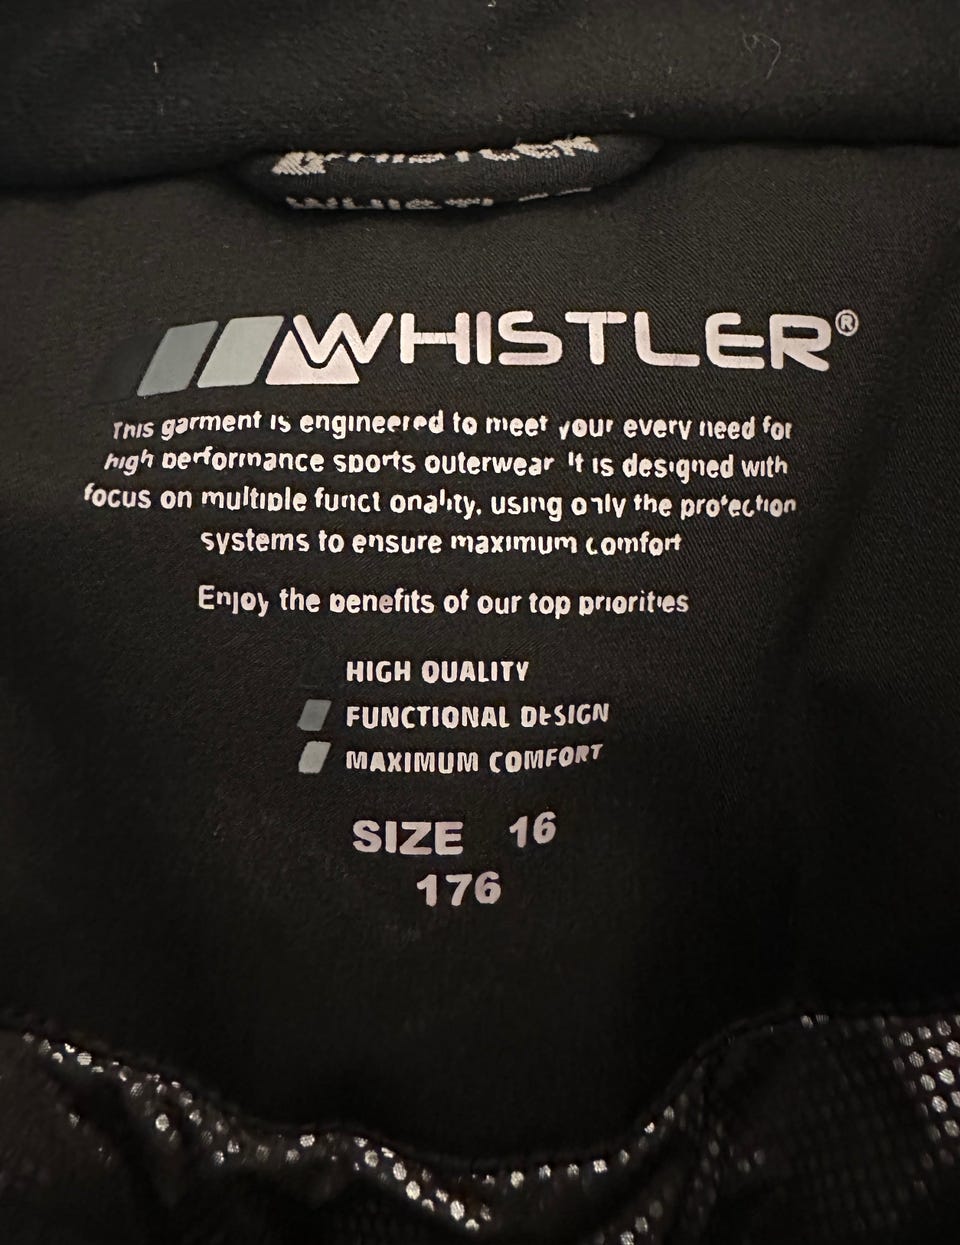 WHISTLER
WHISTLER®
This garment is engineered to meet your every need for
high performance sports outerwear It is designed with
focus on multiple functionality, using only the protection
systems to ensure maximum comfort
Enjoy the benefits of our top priorities
HIGH QUALITY
FUNCTIONAL DESIGN
MAXIMUM COMFORT
SIZE 16
176